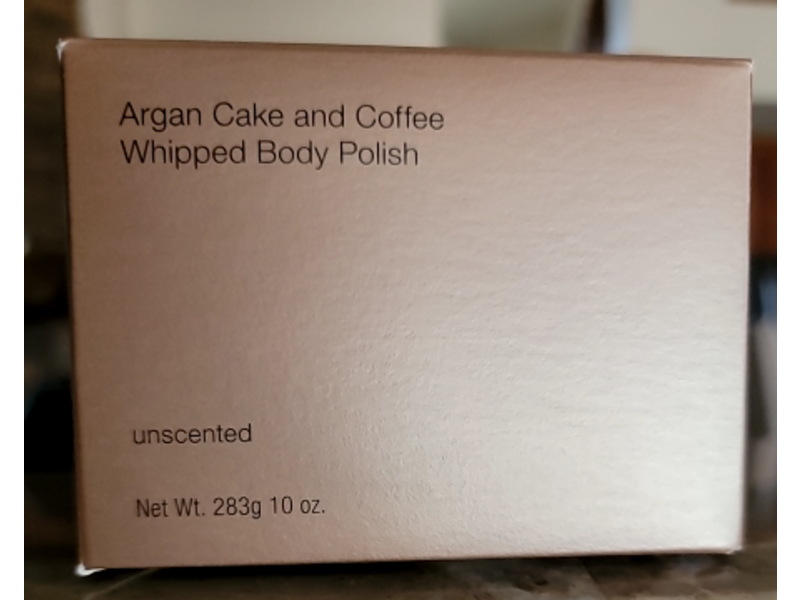 Argan Cake and Coffee
Whipped Body Polish
unscented
Net Wt. 283g 10 oz.